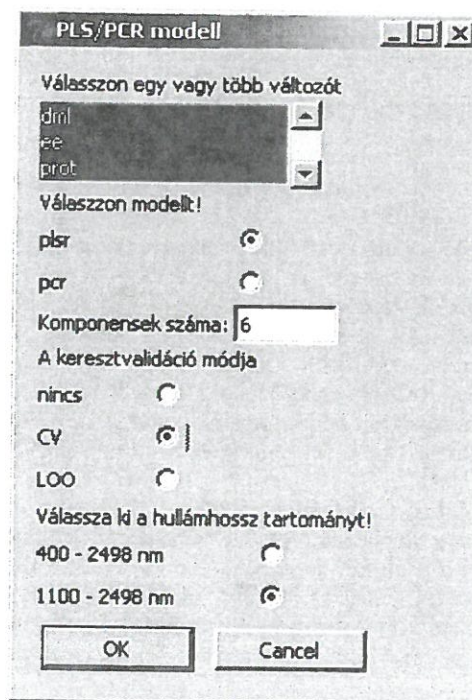 PLS/PCR modell
Válasszon egy vagy több változót
dml
ee
prot
Válaszzon modellt!
plsr
pcr
Komponensek száma: 6
A keresztvalidáció módja
nincs
CV
LOO
Válassza ki a hullámhossz tartományt!
400 - 2498 nm
1100 - 2498 nm
OK Cancel